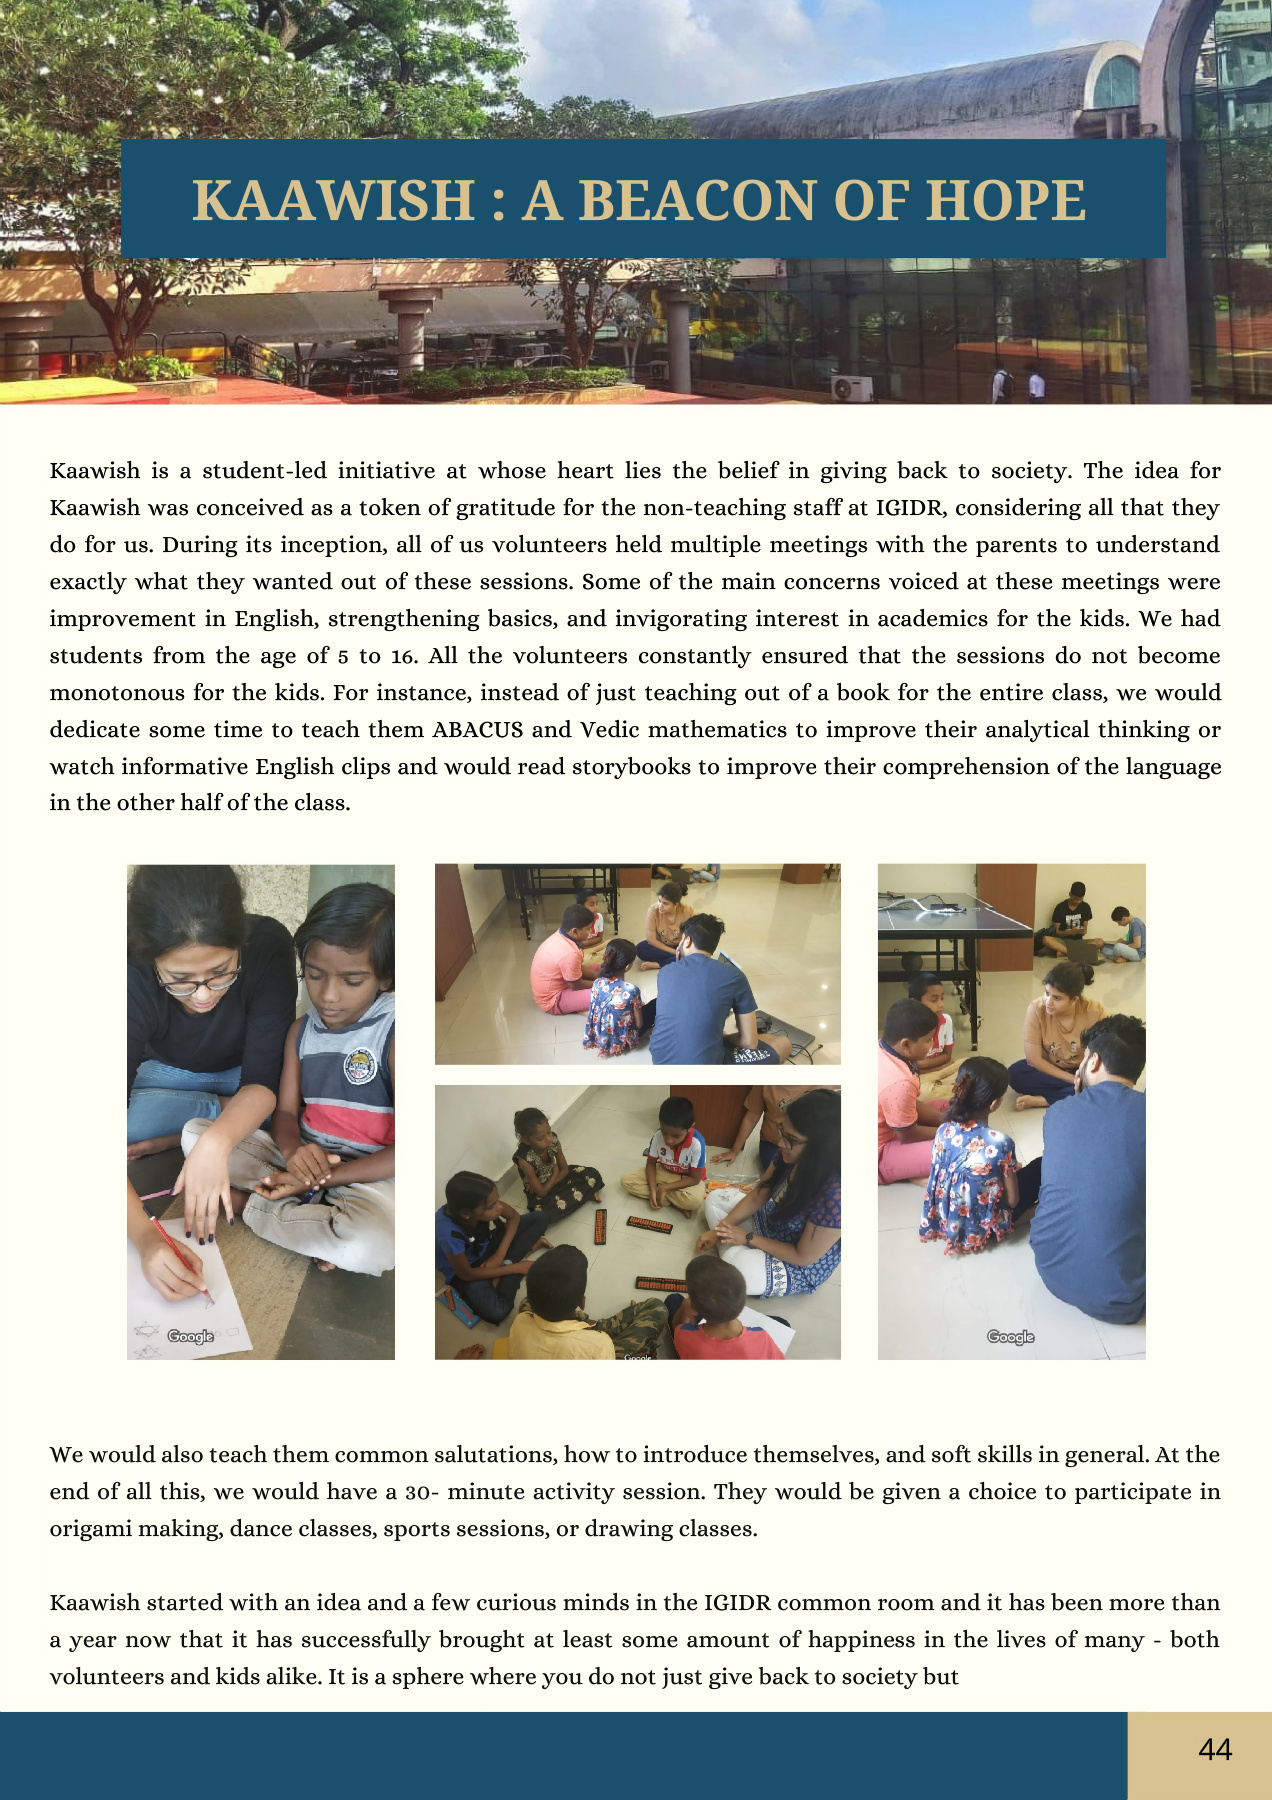 KAAWISH : A BEACON OF HOPE
Kaawish is a student-led initiative at whose heart lies the belief in giving back to society. The idea for
Kaawish was conceived as a token of gratitude for the non-teaching staff at IGIDR, considering all that they
do for us. During its inception, all of us volunteers held multiple meetings with the parents to understand
exactly what they wanted out of these sessions. Some of the main concerns voiced at these meetings were
improvement in English, strengthening basics, and invigorating interest in academics for the kids. We had
students from the age of 5 to 16. All the volunteers constantly ensured that the sessions do not become
monotonous for the kids. For instance, instead of just teaching out of a book for the entire class, we would
dedicate some time to teach them ABACUS and Vedic mathematics to improve their analytical thinking or
watch informative English clips and would read storybooks to improve their comprehension of the language
in the other half of the class.
Google
Google
Google
We would also teach them common salutations, how to introduce themselves, and soft skills in general. At the
end of all this, we would have a 30- minute activity session. They would be given a choice to participate in
origami making, dance classes, sports sessions, or drawing classes.
Kaawish started with an idea and a few curious minds in the IGIDR common room and it has been more than
a year now that it has successfully brought at least some amount of happiness in the lives of many - both
volunteers and kids alike. It is a sphere where you do not just give back to society but
44